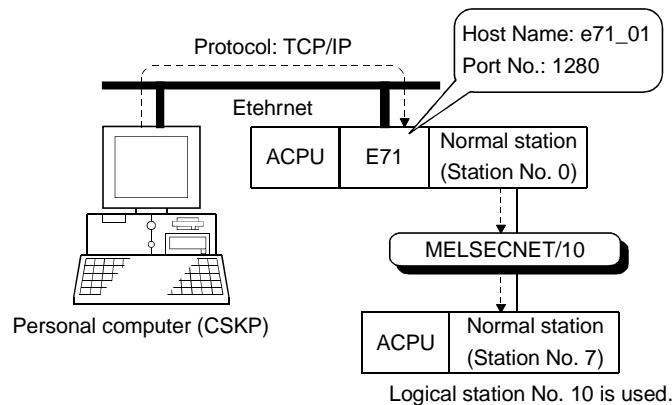 Protocol: TCP/IP
Host Name: e71_01
Port No.: 1280
Etehrnet
ACPU
E71
Normal station
(Station No. 0)
MELSECNET/10
Personal computer (CSKP)
ACPU
Normal station
(Station No. 7)
Logical station No. 10 is used.